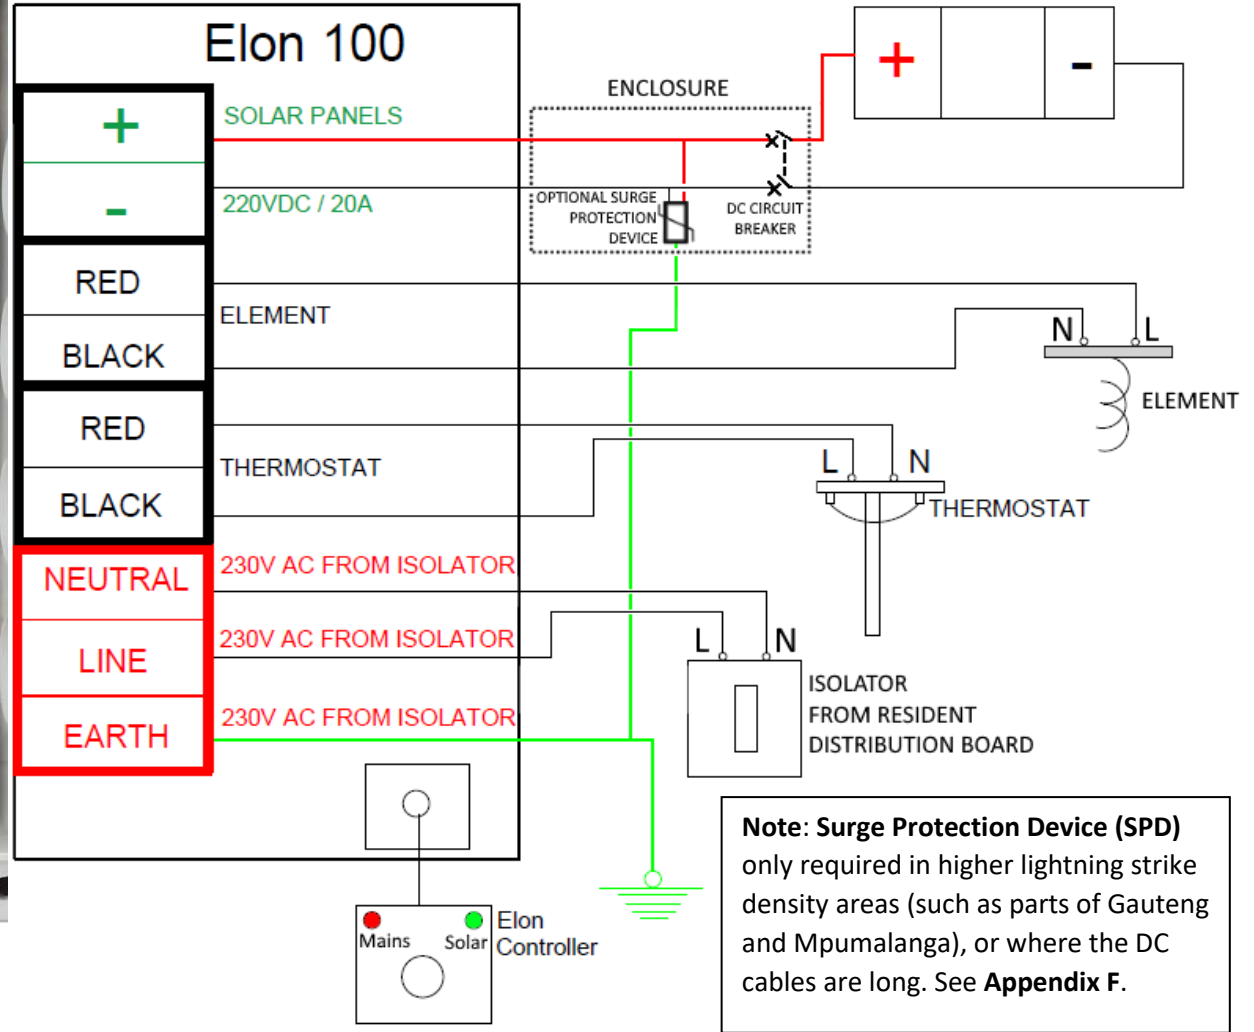 Elon 100
+
SOLAR PANELS
-
220VDC / 20A
ENCLOSURE
+
-
OPTIONAL SURGE
PROTECTION
DEVICE
DC CIRCUIT
BREAKER
RED
ELEMENT
BLACK
N
L
ELEMENT
RED
THERMOSTAT
BLACK
L
N
THERMOSTAT
NEUTRAL
230V AC FROM ISOLATOR
LINE
230V AC FROM ISOLATOR
EARTH
230V AC FROM ISOLATOR
L
N
ISOLATOR
FROM RESIDENT
DISTRIBUTION BOARD
Mains
Solar
Elon
Controller
Note: Surge Protection Device (SPD)
only required in higher lightning strike
density areas (such as parts of Gauteng
and Mpumalanga), or where the DC
cables are long. See Appendix F.